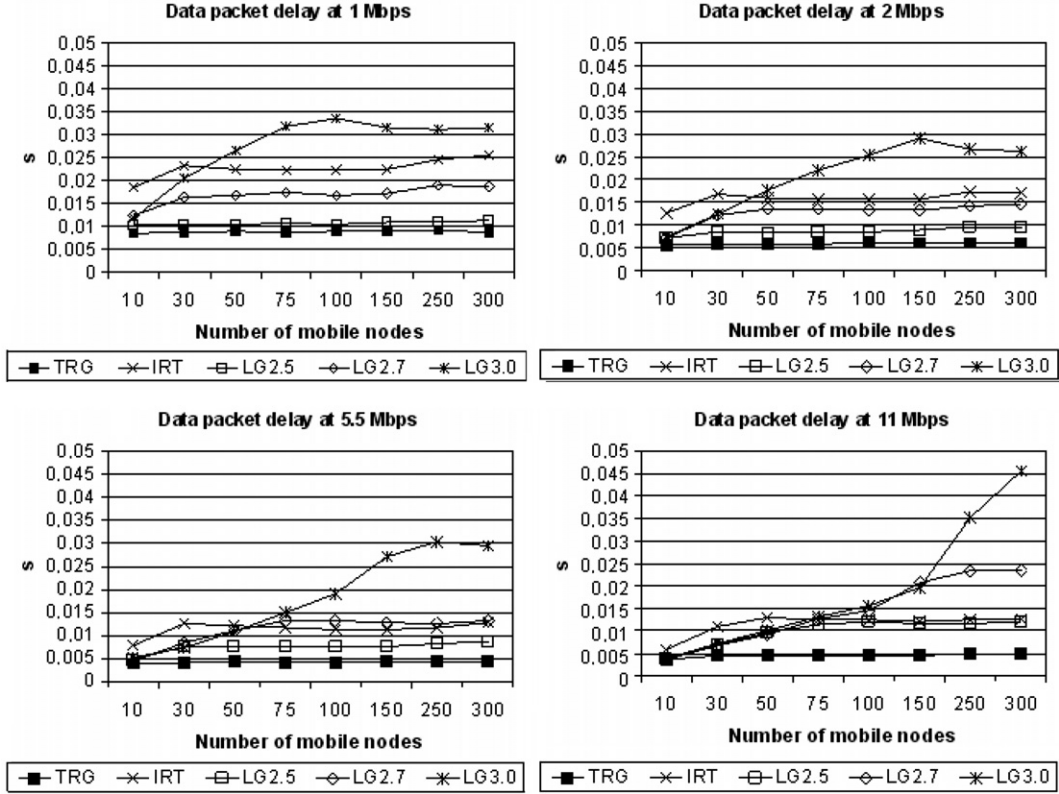 Data packet delay at 1 Mbps
0.05
0.045
0.04
0.035
0.03
0.025
0.02
0.015
0.01
0.005
0
s
10 30 50 75 100 150 250 300
Number of mobile nodes
TRG IRT LG2.5 LG2.7 LG3.0
Data packet delay at 2 Mbps
0.05
0.045
0.04
0.035
0.03
0.025
0.02
0.015
0.01
0.005
0
s
10 30 50 75 100 150 250 300
Number of mobile nodes
TRG IRT LG2.5 LG2.7 LG3.0
Data packet delay at 5.5 Mbps
0.05
0.045
0.04
0.035
0.03
0.025
0.02
0.015
0.01
0.005
0
s
10 30 50 75 100 150 250 300
Number of mobile nodes
TRG IRT LG2.5 LG2.7 LG3.0
Data packet delay at 11 Mbps
0.05
0.045
0.04
0.035
0.03
0.025
0.02
0.015
0.01
0.005
0
s
10 30 50 75 100 150 250 300
Number of mobile nodes
TRG IRT LG2.5 LG2.7 LG3.0